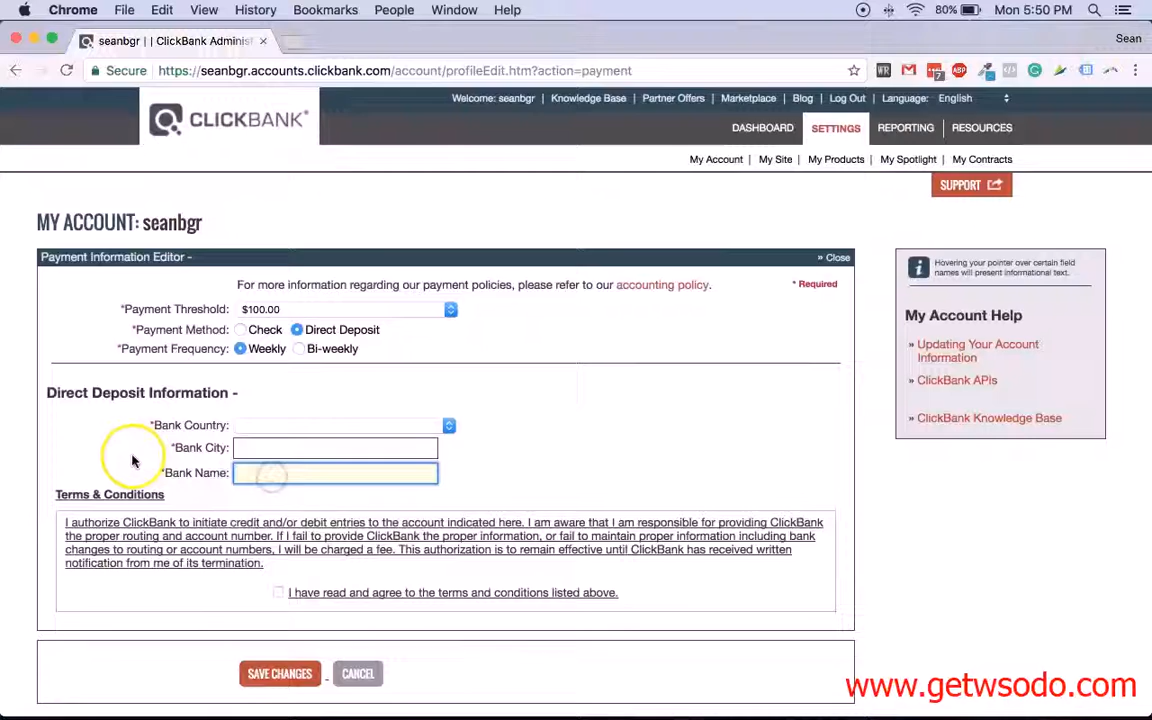 Chrome File Edit View History Bookmarks People Window Help 80% Mon 5:50 PM
seanbgr | | ClickBank Adminis Sean
Secure https://seanbgr.accounts.clickbank.com/account/profileEdit.htm?action=payment
Welcome: seanbgr Knowledge Base Partner Offers Marketplace Blog Log Out Language: English
CLICKBANK
DASHBOARD SETTINGS REPORTING RESOURCES
My Account My Site My Products My Spotlight My Contracts
SUPPORT
MY ACCOUNT: seanbgr
Payment Information Editor - » Close
For more information regarding our payment policies, please refer to our accounting policy. * Required
*Payment Threshold: $100.00
*Payment Method: Check Direct Deposit
*Payment Frequency: Weekly Bi-weekly
Direct Deposit Information -
*Bank Country:
*Bank City:
*Bank Name:
Terms & Conditions
I authorize ClickBank to initiate credit and/or debit entries to the account indicated here. I am aware that I am responsible for providing ClickBank
the proper routing and account number. If I fail to provide ClickBank the proper information, or fail to maintain proper information including bank
changes to routing or account numbers, I will be charged a fee. This authorization is to remain effective until ClickBank has received written
notification from me of its termination.
I have read and agree to the terms and conditions listed above.
SAVE CHANGES - CANCEL
Hovering your pointer over certain field
names will present informational text.
My Account Help
» Updating Your Account
Information
» ClickBank APIs
» ClickBank Knowledge Base
www.getwsodo.com